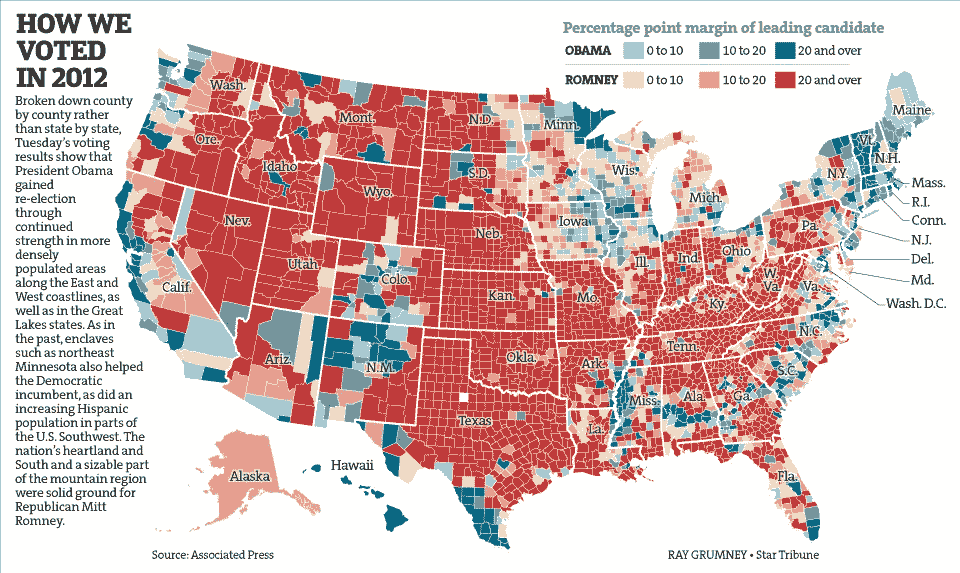 HOW WE
VOTED
IN 2012
Broken down county
by county rather
than state by state,
Tuesday's voting
results show that
President Obama
gained
re-election
through
continued
strength in more
densely
populated areas
along the East and
West coastlines, as
well as in the Great
Lakes states. As in
the past, enclaves
such as northeast
Minnesota also helped
the Democratic
incumbent, as did an
increasing Hispanic
population in parts of
the U.S. Southwest. The
nation's heartland and
South and a sizable part
of the mountain region
were solid ground for
Republican Mitt
Romney.
Percentage point margin of leading candidate
OBAMA 0 to 10 10 to 20 20 and over
ROMNEY 0 to 10 10 to 20 20 and over
Wash.
Ore.
Idaho
Mont.
N.D.
Minn.
Wis.
Mich.
Maine
Vt.
N.H.
N.Y.
Mass.
R.I.
Conn.
N.J.
Del.
Md.
Wash. D.C.
S.D.
Wyo.
Nev.
Utah
Calif.
Colo.
Neb.
Iowa
Ill.
Ind.
Ohio
Pa.
W.
Va.
Va.
Kan.
Mo.
Ky.
N.C.
Tenn.
S.C.
Ariz.
N.M.
Okla.
Ark.
Miss.
Ala.
Ga.
Texas
La.
Fla.
Alaska
Hawaii
Source: Associated Press
RAY GRUMNEY • Star Tribune